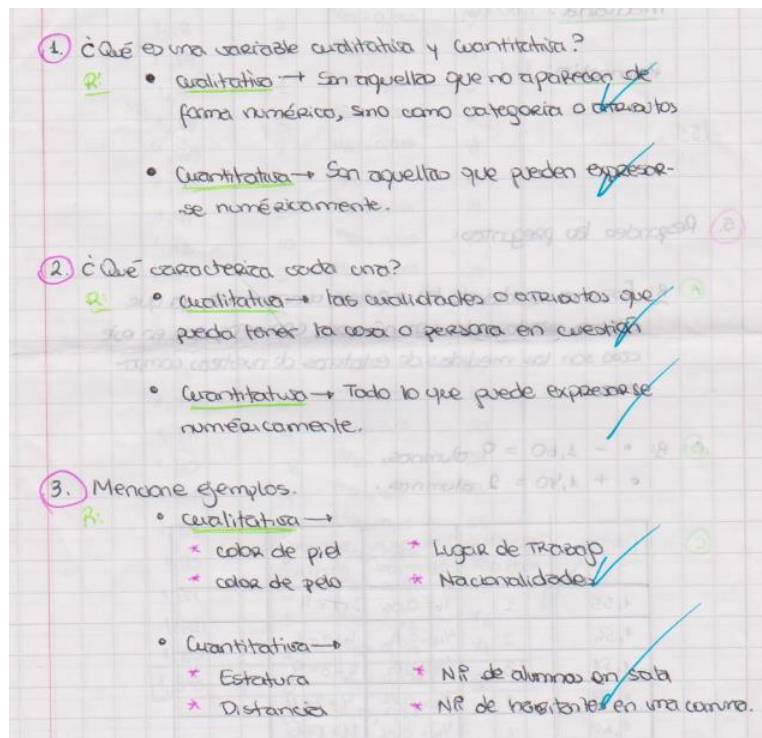 1. ¿Qué es una variable cualitativa y cuantitativa?
R: • cualitativa → Son aquellas que no aparecen de
forma numérico, sino como categoria o atributos
• Cuantitativa → Son aquellas que pueden expresar-
se numéricamente.
2. ¿Qué caracteriza cada una?
R: • cualitativa → las cualidades o atributos que
pueda tener la cosa o persona en cuestión
• Cuantitativa → Todo lo que puede expresarse
numéricamente.
3. Mencione ejemplos.
R: • cualitativa →
* color de piel * Lugar de Trabajo
* color de pelo * Nacionalidades
• Cuantitativa →
* Estatura * Nº de alumnos en sala
* Distancia * Nº de habitantes en una comuna.